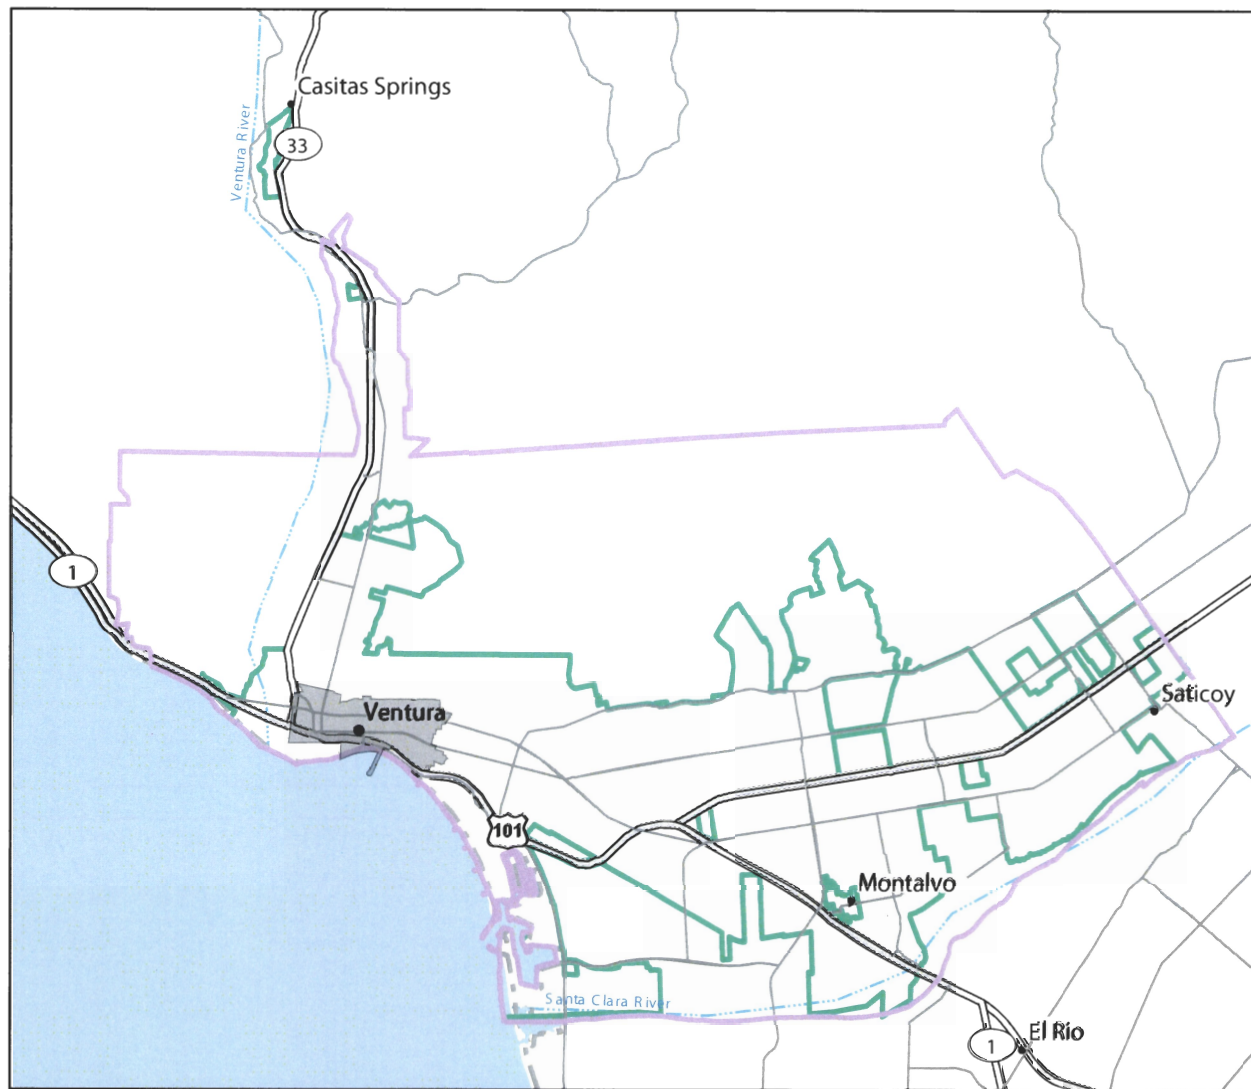 Casitas Springs
33
Ventura River
1
Saticoy
Ventura
101
Montalvo
Santa Clara River
El Rio
1